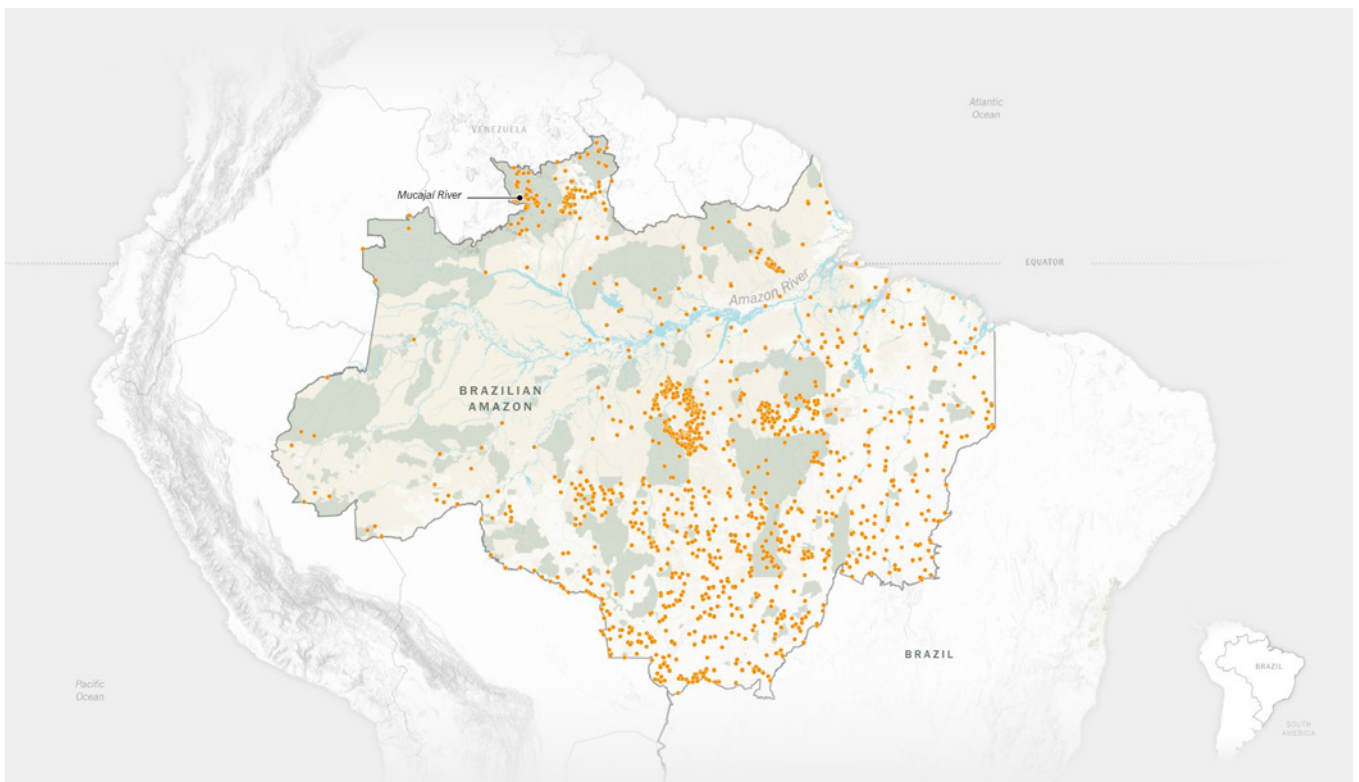 Atlantic
Ocean
VENEZUELA
Mucajaí River
EQUATOR
Amazon River
BRAZILIAN
AMAZON
BRAZIL
BRAZIL
Pacific
Ocean
SOUTH
AMERICA